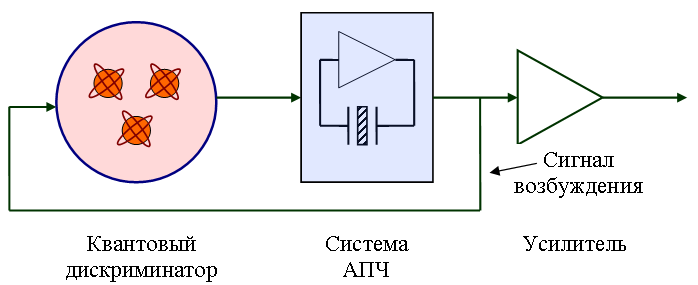 Сигнал
возбуждения
Квантовый
дискриминатор
Система
АПЧ
Усилитель